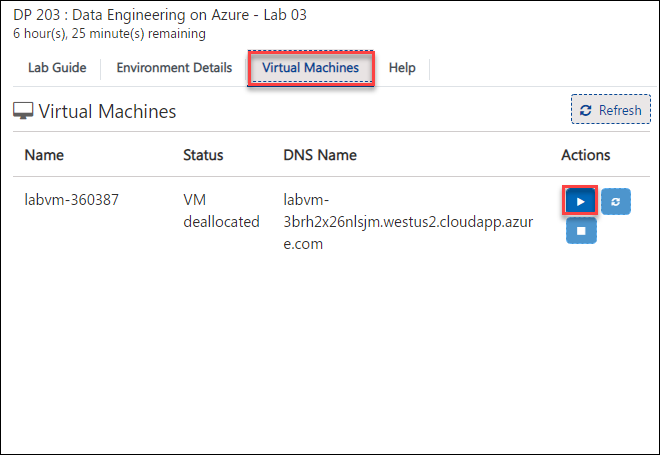 DP 203 : Data Engineering on Azure - Lab 03
6 hour(s), 25 minute(s) remaining
Lab Guide Environment Details Virtual Machines Help
Virtual Machines Refresh
Name Status DNS Name Actions
labvm-360387 VM labvm-
deallocated 3brh2x26nlsjm.westus2.cloudapp.azur
e.com